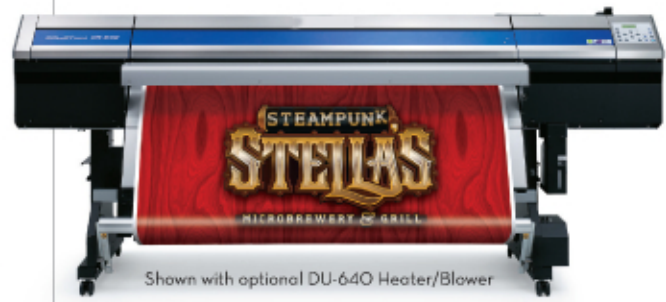 STEAMPUNK
STELLA'S
MICROBREWERY & GRILL
Shown with optional DU-640 Heater/Blower